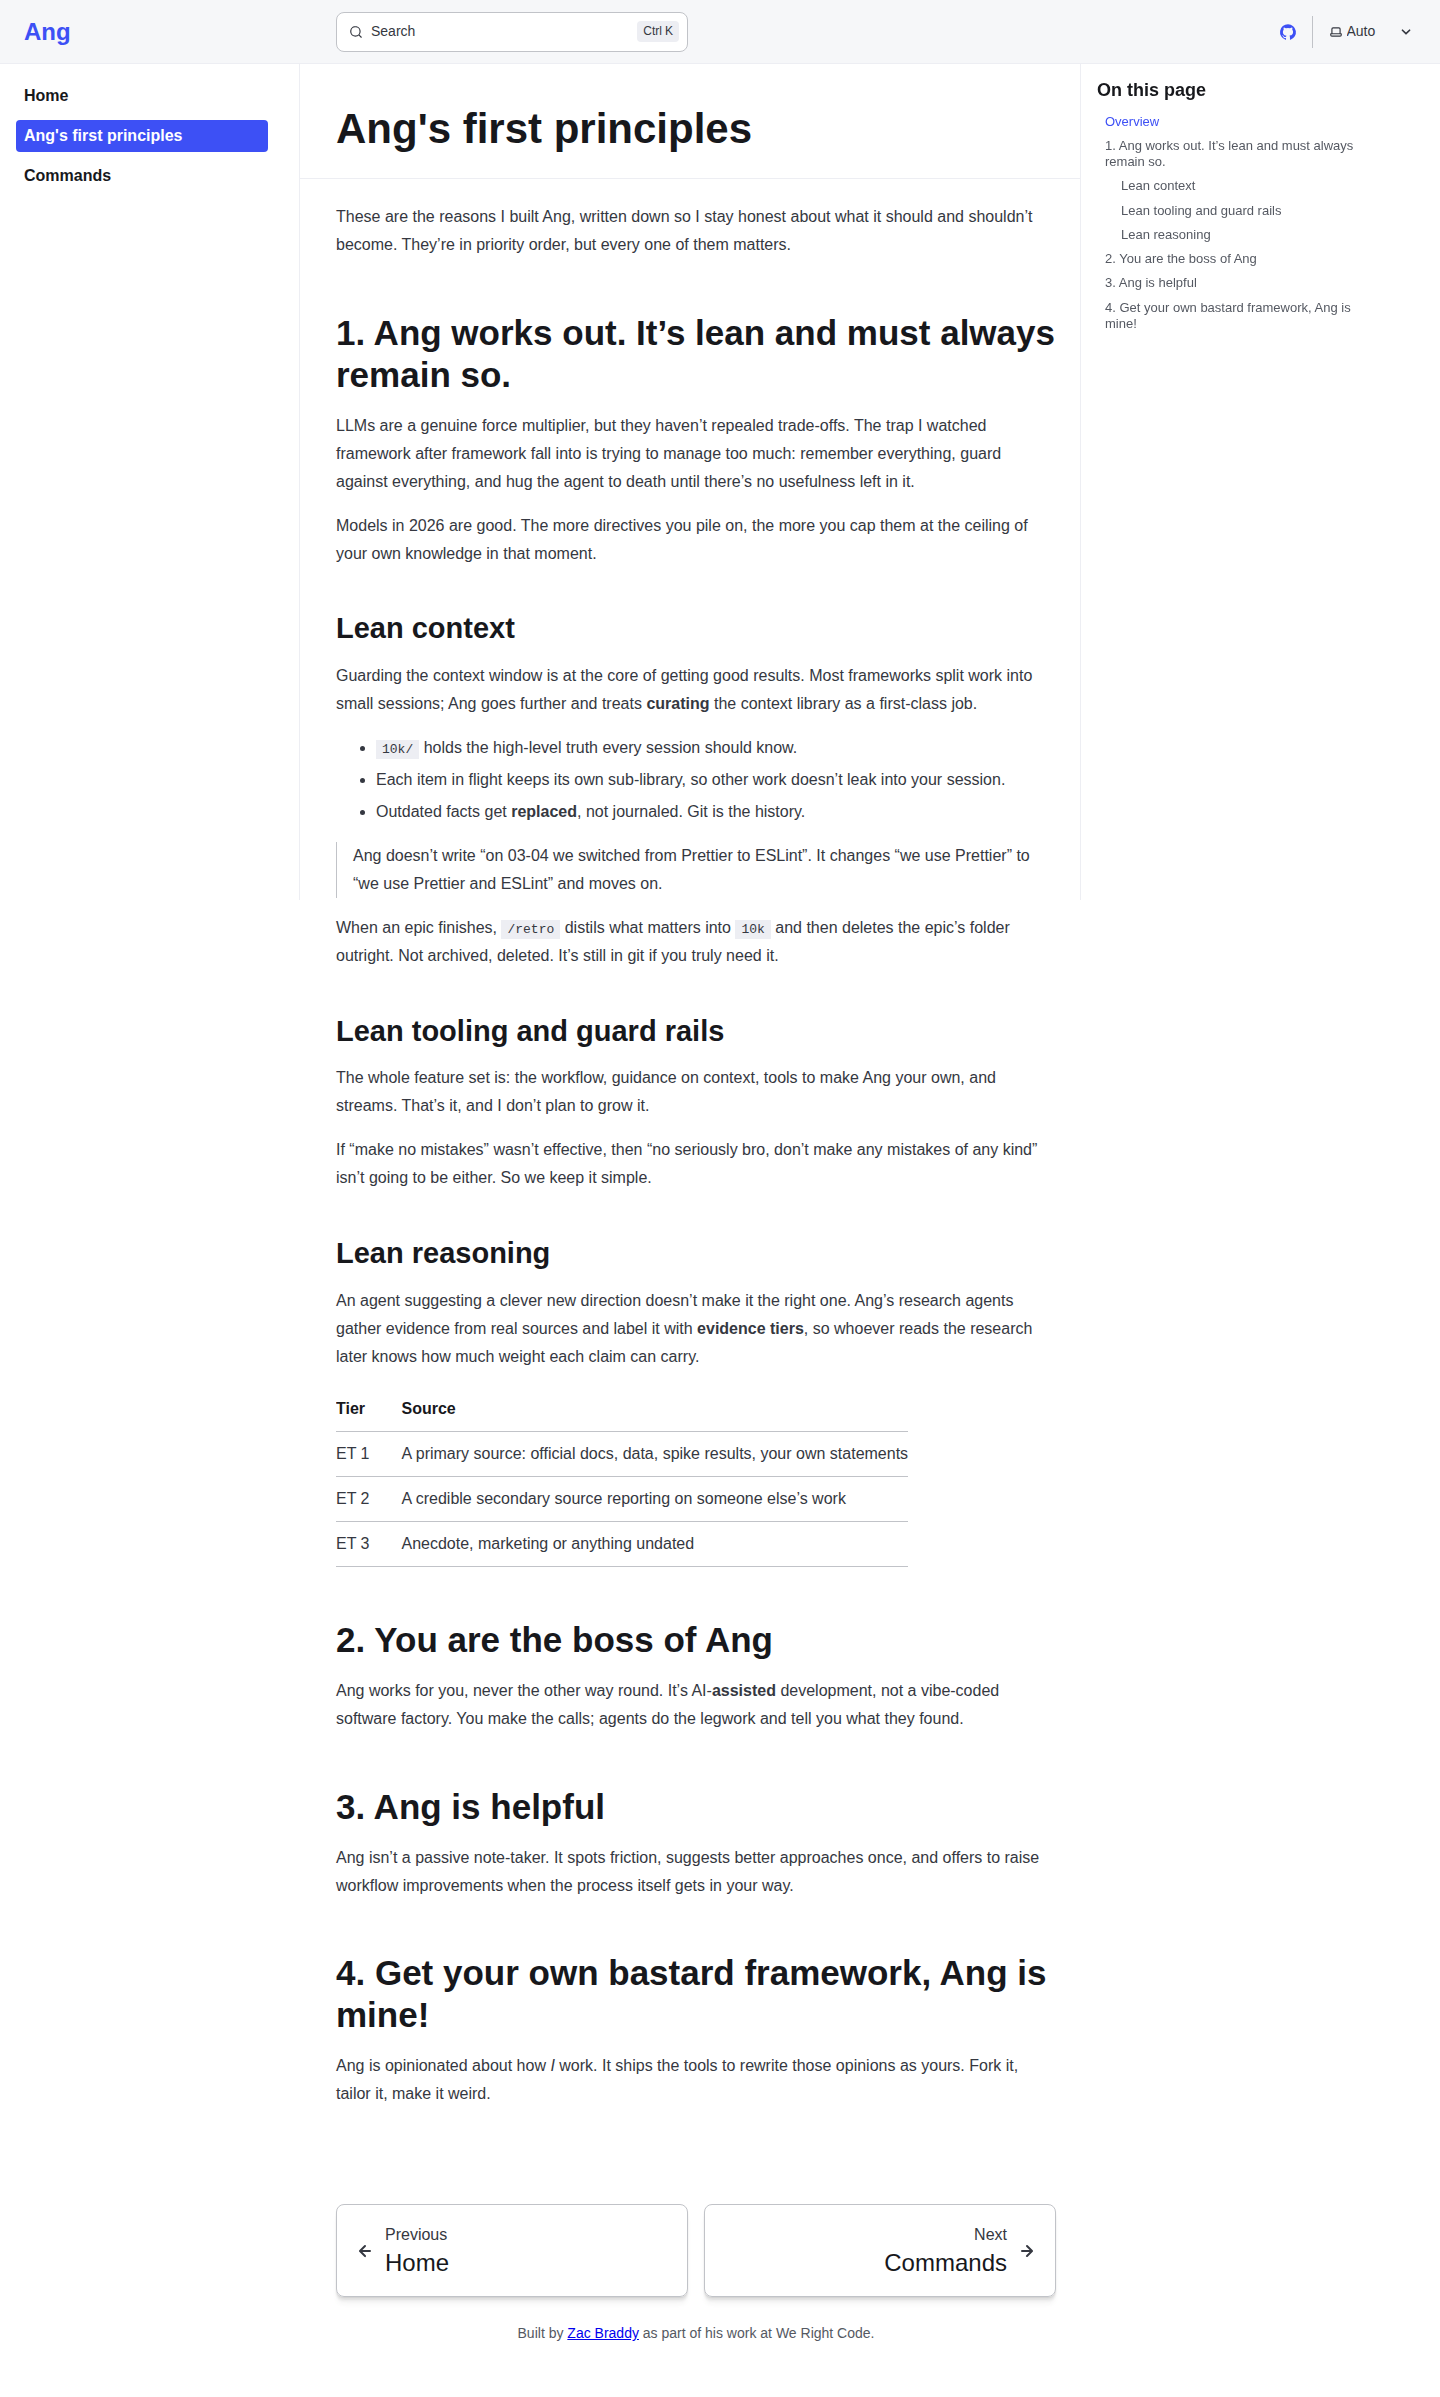 Ang
Search
Ctrl K
Auto
Home
Ang's first principles
Commands
Ang's first principles
On this page
Overview
1. Ang works out. It's lean and must always
remain so.
Lean context
Lean tooling and guard rails
Lean reasoning
2. You are the boss of Ang
3. Ang is helpful
4. Get your own bastard framework, Ang is
mine!
These are the reasons I built Ang, written down so I stay honest about what it should and shouldn’t
become. They’re in priority order, but every one of them matters.
1. Ang works out. It’s lean and must always
remain so.
LLMs are a genuine force multiplier, but they haven’t repealed trade-offs. The trap I watched
framework after framework fall into is trying to manage too much: remember everything, guard
against everything, and hug the agent to death until there’s no usefulness left in it.
Models in 2026 are good. The more directives you pile on, the more you cap them at the ceiling of
your own knowledge in that moment.
Lean context
Guarding the context window is at the core of getting good results. Most frameworks split work into
small sessions; Ang goes further and treats curating the context library as a first-class job.
10k/ holds the high-level truth every session should know.
Each item in flight keeps its own sub-library, so other work doesn’t leak into your session.
Outdated facts get replaced, not journaled. Git is the history.
Ang doesn’t write “on 03-04 we switched from Prettier to ESLint”. It changes “we use Prettier” to
“we use Prettier and ESLint” and moves on.
When an epic finishes, /retro distils what matters into 10k and then deletes the epic’s folder
outright. Not archived, deleted. It’s still in git if you truly need it.
Lean tooling and guard rails
The whole feature set is: the workflow, guidance on context, tools to make Ang your own, and
streams. That’s it, and I don’t plan to grow it.
If “make no mistakes” wasn’t effective, then “no seriously bro, don’t make any mistakes of any kind”
isn’t going to be either. So we keep it simple.
Lean reasoning
An agent suggesting a clever new direction doesn’t make it the right one. Ang’s research agents
gather evidence from real sources and label it with evidence tiers, so whoever reads the research
later knows how much weight each claim can carry.
Tier Source
ET 1 A primary source: official docs, data, spike results, your own statements
ET 2 A credible secondary source reporting on someone else’s work
ET 3 Anecdote, marketing or anything undated
2. You are the boss of Ang
Ang works for you, never the other way round. It’s AI-assisted development, not a vibe-coded
software factory. You make the calls; agents do the legwork and tell you what they found.
3. Ang is helpful
Ang isn’t a passive note-taker. It spots friction, suggests better approaches once, and offers to raise
workflow improvements when the process itself gets in your way.
4. Get your own bastard framework, Ang is
mine!
Ang is opinionated about how I work. It ships the tools to rewrite those opinions as yours. Fork it,
tailor it, make it weird.
Previous
Home
Next
Commands
Built by Zac Braddy as part of his work at We Right Code.